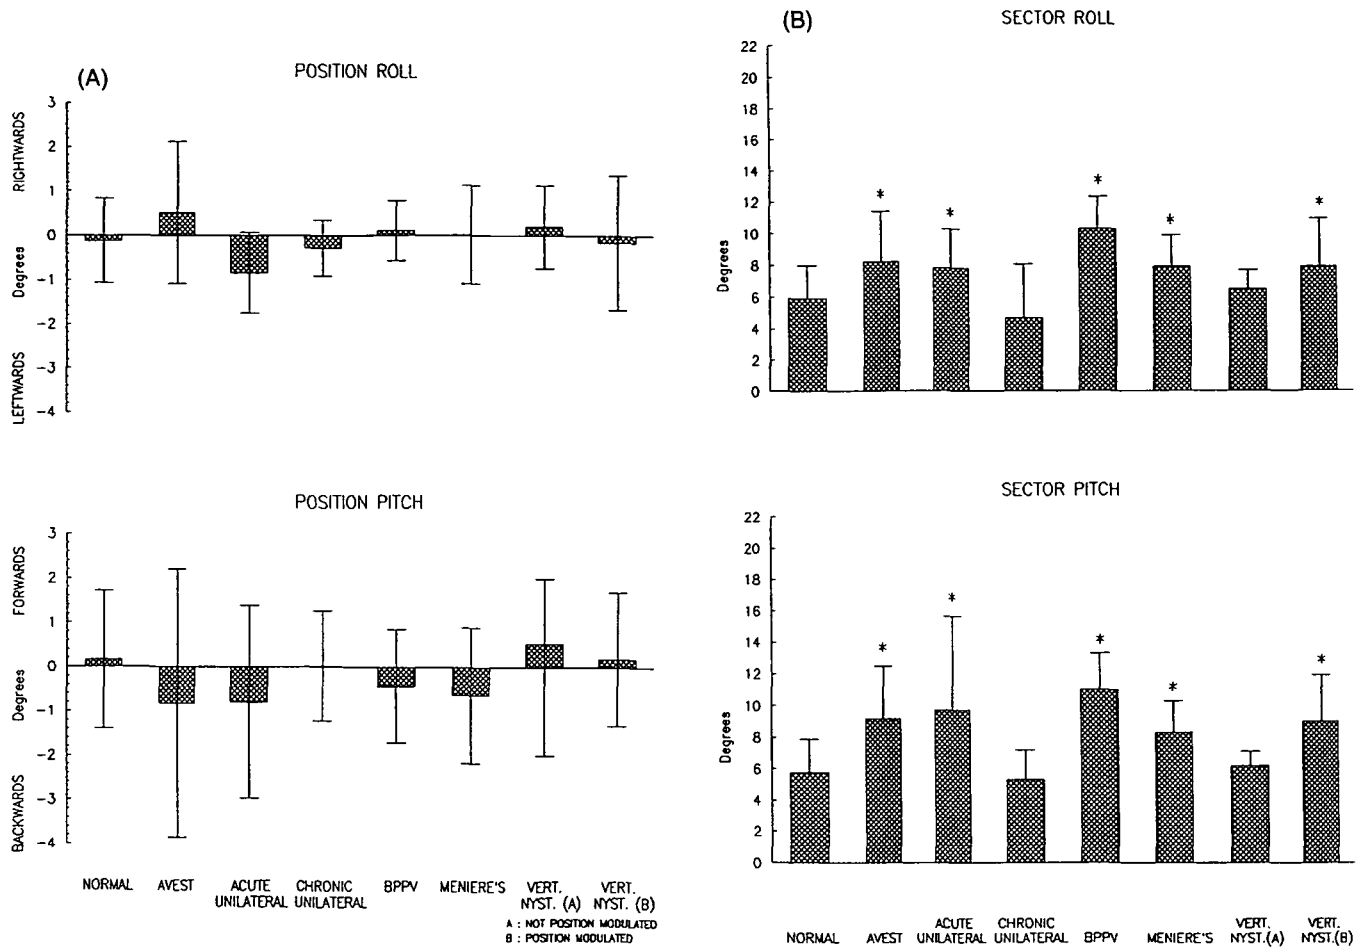 (A)
POSITION ROLL
RIGHTWARDS
Degrees
LEFTWARDS
3
2
1
0
−1
−2
−3
−4
POSITION PITCH
FORWARDS
Degrees
BACKWARDS
3
2
1
0
−1
−2
−3
−4
NORMAL
AVEST
ACUTE
UNILATERAL
CHRONIC
UNILATERAL
BPPV
MENIERE'S
VERT.
NYST. (A)
VERT.
NYST. (B)
A : NOT POSITION MODULATED
B : POSITION MODULATED
(B)
SECTOR ROLL
Degrees
22
20
18
16
14
12
10
8
6
4
2
0
*
*
*
*
*
SECTOR PITCH
Degrees
22
20
18
16
14
12
10
8
6
4
2
0
*
*
*
*
*
NORMAL
AVEST
ACUTE
UNILATERAL
CHRONIC
UNILATERAL
BPPV
MENIERE'S
VERT.
NYST.(A)
VERT.
NYST.(B)